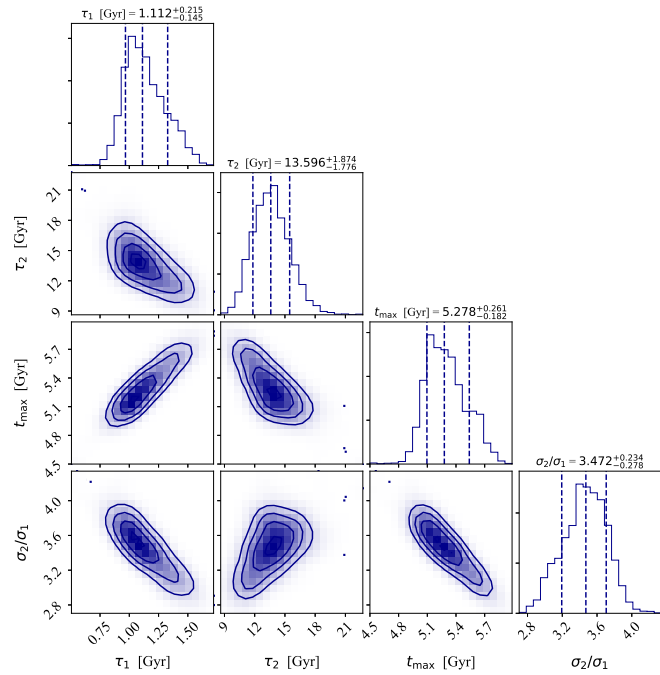 τ₁ [Gyr] = 1.112⁺⁰·²¹⁵₋₀.₁₄₅
τ₂ [Gyr] = 13.596⁺¹·⁸⁷⁴₋₁.₇₇₆
21
18
15
12
9
τ₂ [Gyr]
t_max [Gyr] = 5.278⁺⁰·²⁶¹₋₀.₁₈₂
5.7
5.4
5.1
4.8
4.5
t_max [Gyr]
σ₂/σ₁ = 3.472⁺⁰·²³⁴₋₀.₂₇₈
4.0
3.6
3.2
2.8
σ₂/σ₁
0.75 1.00 1.25 1.50 9 12 15 18 21 4.5 4.8 5.1 5.4 5.7 2.8 3.2 3.6 4.0
τ₁ [Gyr] τ₂ [Gyr] t_max [Gyr] σ₂/σ₁